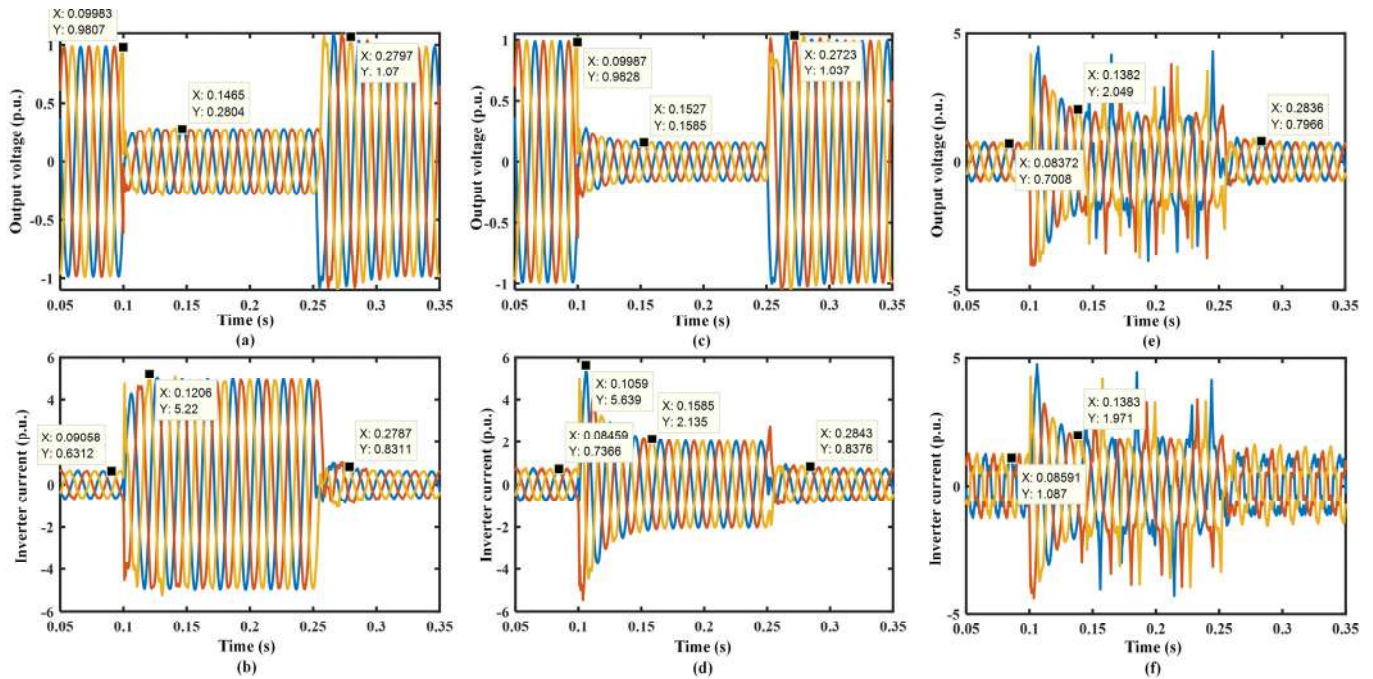 X: 0.09983
Y: 0.9807
X: 0.2797
Y: 1.07
X: 0.1465
Y: 0.2804
1
0.5
0
-0.5
-1
Output voltage (p.u.)
0.05 0.1 0.15 0.2 0.25 0.3 0.35
Time (s)
(a)
X: 0.09987
Y: 0.9828
X: 0.2723
Y: 1.037
X: 0.1527
Y: 0.1585
1
0.5
0
-0.5
-1
Output voltage (p.u.)
0.05 0.1 0.15 0.2 0.25 0.3 0.35
Time (s)
(c)
X: 0.1382
Y: 2.049
X: 0.2836
Y: 0.7966
X: 0.08372
Y: 0.7008
5
0
-5
Output voltage (p.u.)
0.05 0.1 0.15 0.2 0.25 0.3 0.35
Time (s)
(e)
X: 0.1206
Y: 5.22
X: 0.09058
Y: 0.6312
X: 0.2787
Y: 0.8311
6
4
2
0
-2
-4
-6
Inverter current (p.u.)
0.05 0.1 0.15 0.2 0.25 0.3 0.35
Time (s)
(b)
X: 0.1059
Y: 5.639
X: 0.1585
Y: 2.135
X: 0.08459
Y: 0.7366
X: 0.2843
Y: 0.8376
6
4
2
0
-2
-4
-6
Inverter current (p.u.)
0.05 0.1 0.15 0.2 0.25 0.3 0.35
Time (s)
(d)
X: 0.1383
Y: 1.971
X: 0.08591
Y: 1.087
5
0
-5
Inverter current (p.u.)
0.05 0.1 0.15 0.2 0.25 0.3 0.35
Time (s)
(f)